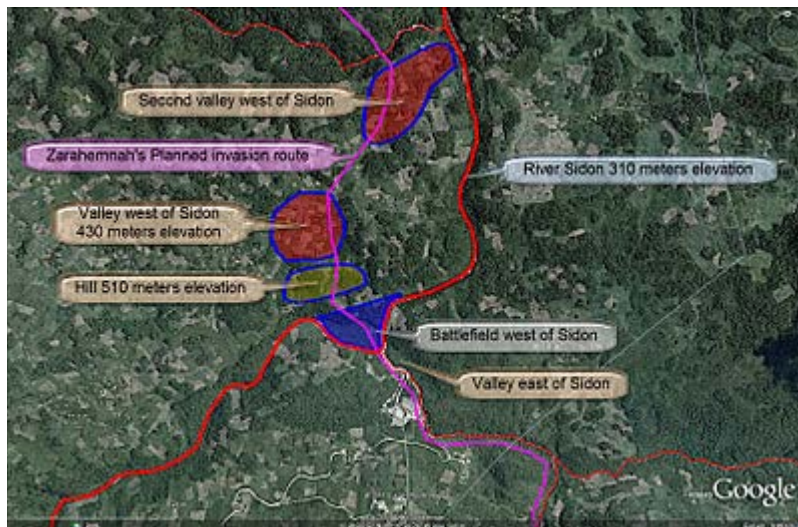 Second valley west of Sidon
Zarahemnah's Planned invasion route
River Sidon 310 meters elevation
Valley west of Sidon
430 meters elevation
Hill 510 meters elevation
Battlefield west of Sidon
Valley east of Sidon
Google